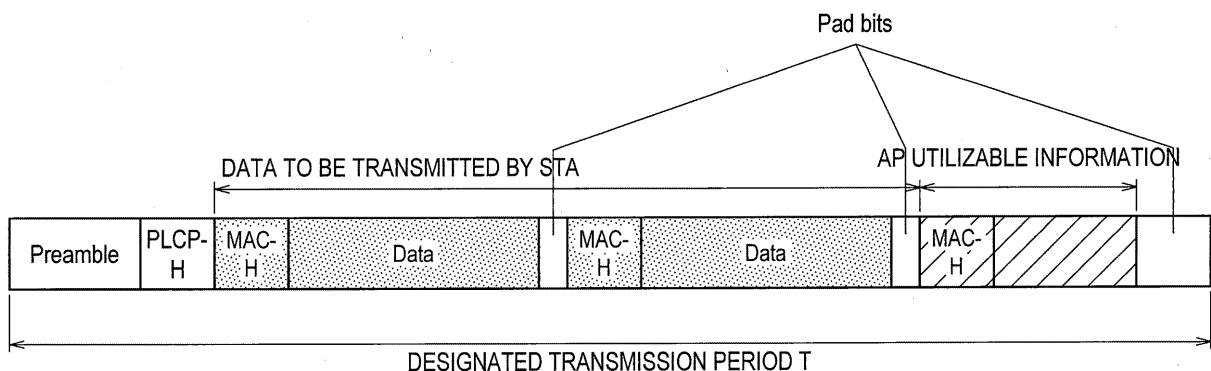 Pad bits
DATA TO BE TRANSMITTED BY STA
AP UTILIZABLE INFORMATION
Preamble
PLCP-
H
MAC-
H
Data
MAC-
H
Data
MAC-
H
DESIGNATED TRANSMISSION PERIOD T